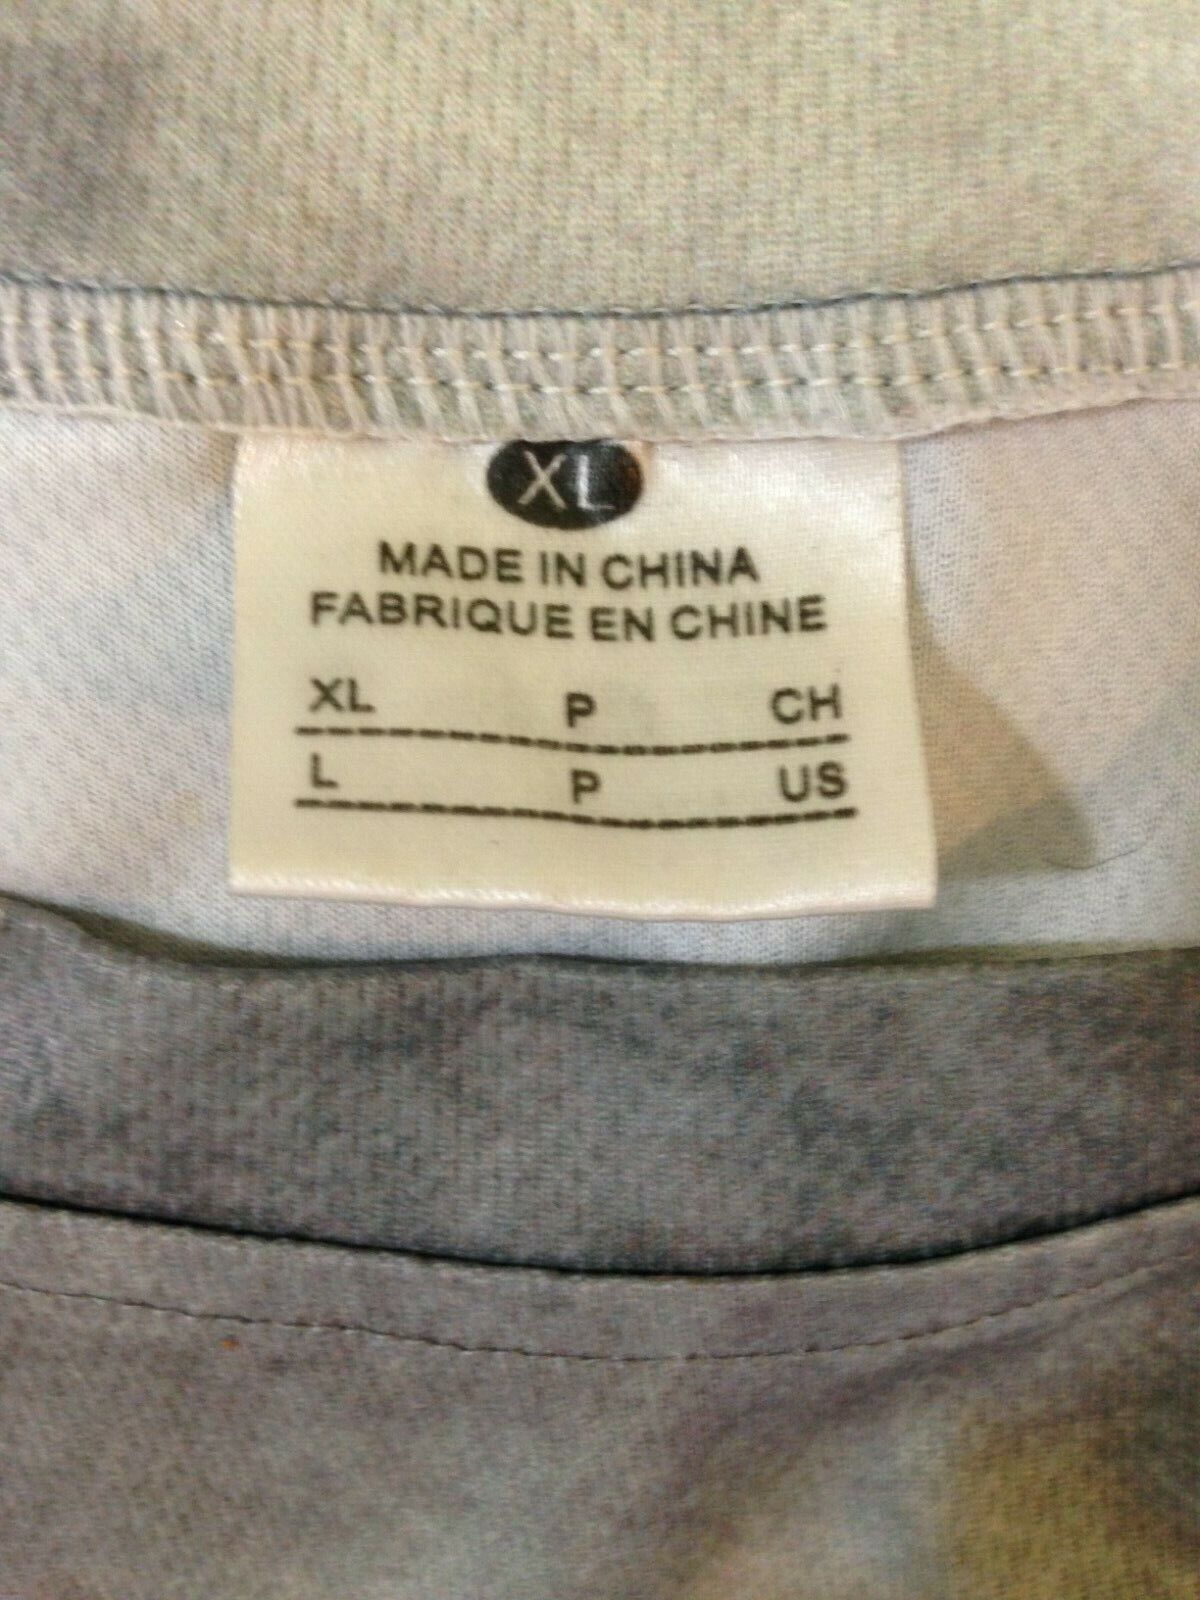 XL
MADE IN CHINA
FABRIQUE EN CHINE
XL P CH
L P US